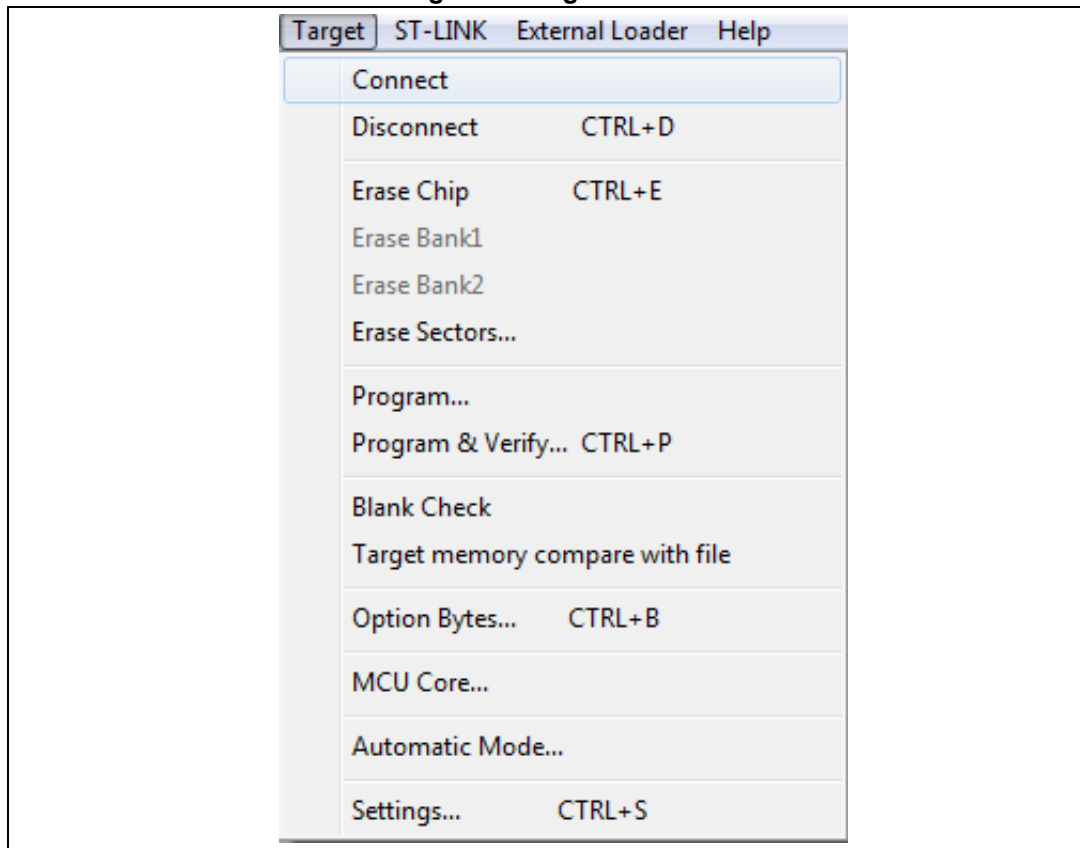 Target ST-LINK External Loader Help
Connect
Disconnect CTRL+D
Erase Chip CTRL+E
Erase Bank1
Erase Bank2
Erase Sectors...
Program...
Program & Verify... CTRL+P
Blank Check
Target memory compare with file
Option Bytes... CTRL+B
MCU Core...
Automatic Mode...
Settings... CTRL+S